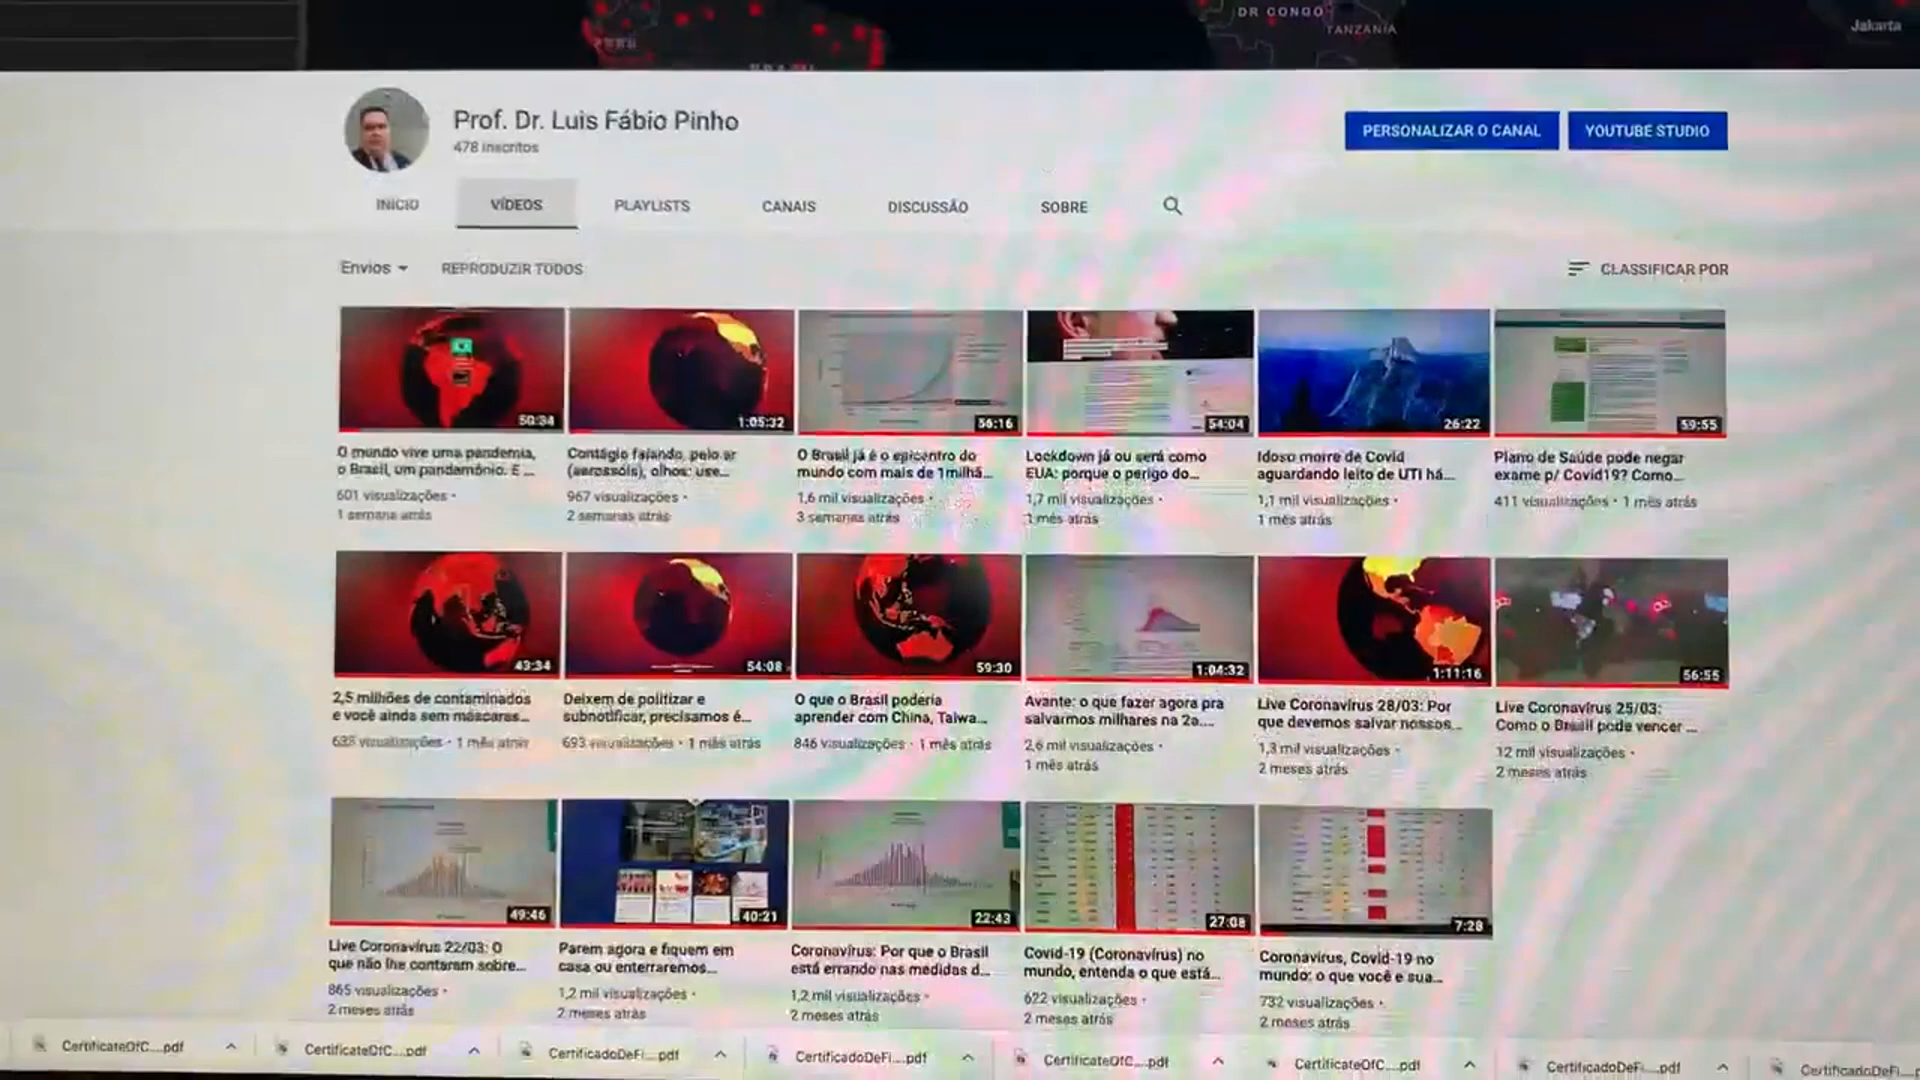 DR CONGO
TANZANIA
Jakarta
Prof. Dr. Luis Fábio Pinho
478 inscritos
PERSONALIZAR O CANAL
YOUTUBE STUDIO
INÍCIO
VÍDEOS
PLAYLISTS
CANAIS
DISCUSSÃO
SOBRE
Envios
REPRODUZIR TODOS
CLASSIFICAR POR
50:34
1:05:32
56:16
54:04
26:22
59:55
O mundo vive uma pandemia,
o Brasil, um pandemônio. E ...
601 visualizações •
1 semana atrás
Contágio falando, pelo ar
(aerossóis), olhos: use...
967 visualizações •
2 semanas atrás
O Brasil já é o epicentro do
mundo com mais de 1milhã...
1,6 mil visualizações •
3 semanas atrás
Lockdown já ou será como
EUA: porque o perigo do...
1,7 mil visualizações •
1 mês atrás
Idoso morre de Covid
aguardando leito de UTI há...
1,1 mil visualizações •
1 mês atrás
Plano de Saúde pode negar
exame p/ Covid19? Como...
411 visualizações • 1 mês atrás
43:34
54:08
59:30
1:04:32
1:11:16
56:55
2,5 milhões de contaminados
e você ainda sem máscaras...
visualizações • 1 mês atrás
Deixem de politizar e
subnotificar, precisamos é...
693 visualizações • 1 mês atrás
O que o Brasil poderia
aprender com China, Taiwa...
846 visualizações • 1 mês atrás
Avante: o que fazer agora pra
salvarmos milhares na 2a....
2,6 mil visualizações •
1 mês atrás
Live Coronavírus 28/03: Por
que devemos salvar nossos...
1,3 mil visualizações •
2 meses atrás
Live Coronavírus 25/03:
Como o Brasil pode vencer ...
12 mil visualizações •
2 meses atrás
49:46
40:21
22:43
27:08
7:28
Live Coronavírus 22/03: O
que não lhe contaram sobre...
865 visualizações •
2 meses atrás
Parem agora e fiquem em
casa ou enterraremos...
1,2 mil visualizações •
2 meses atrás
Coronavírus: Por que o Brasil
está errando nas medidas d...
1,2 mil visualizações •
2 meses atrás
Covid-19 (Coronavírus) no
mundo, entenda o que está...
622 visualizações •
2 meses atrás
Coronavirus, Covid-19 no
mundo: o que você e sua...
732 visualizações •
2 meses atrás
CertificateOfC....pdf
CertificateOfC....pdf
CertificadoDeFi....pdf
CertificadoDeFi....pdf
CertificateOfC....pdf
CertificateOfC....pdf
CertificadoDeFi....pdf
CertificadoDeFi....p